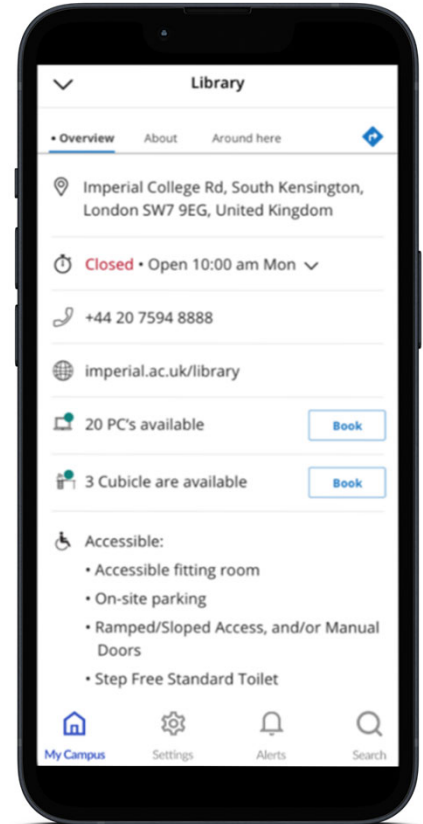 Library
• Overview
About
Around here
Imperial College Rd, South Kensington,
London SW7 9EG, United Kingdom
Closed • Open 10:00 am Mon
+44 20 7594 8888
imperial.ac.uk/library
20 PC's available
Book
3 Cubicle are available
Book
Accessible:
• Accessible fitting room
• On-site parking
• Ramped/Sloped Access, and/or Manual
Doors
• Step Free Standard Toilet
My Campus
Settings
Alerts
Search